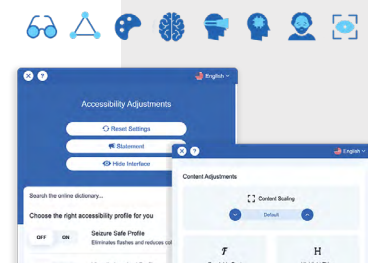 English
Accessibility Adjustments
Reset Settings
Statement
Hide Interface
Search the online dictionary...
Choose the right accessibility profile for you
OFF ON
Seizure Safe Profile
Eliminates flashes and reduces
English
Content Adjustments
Content Scaling
Default